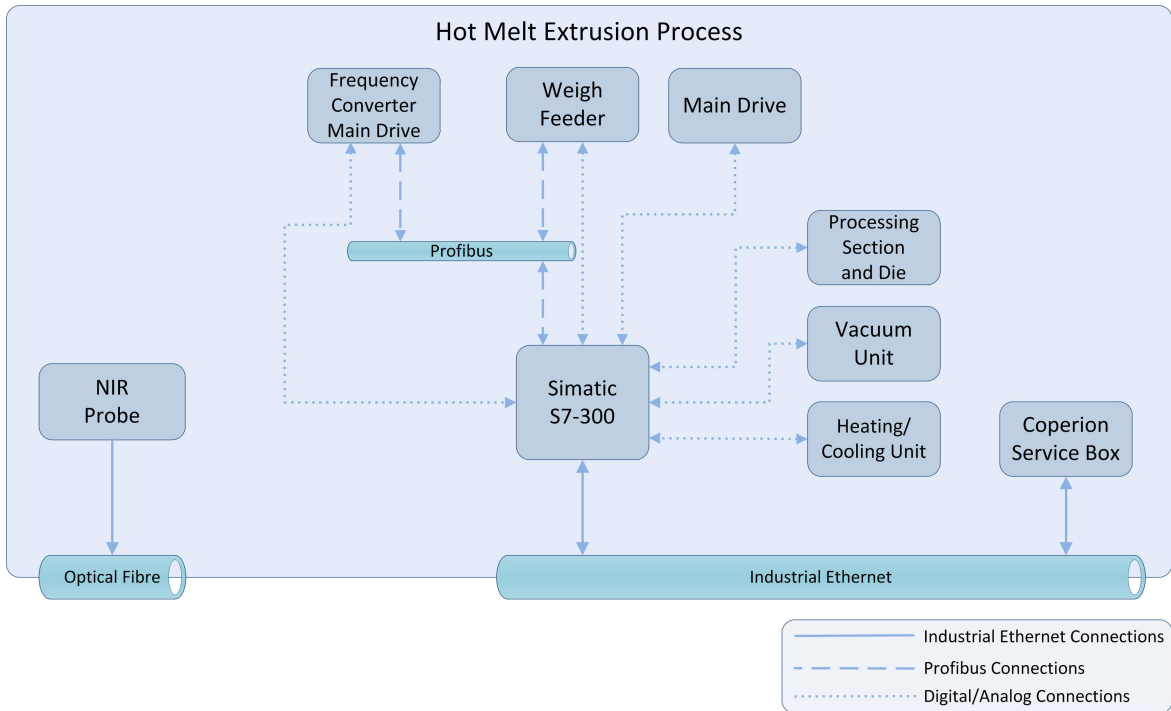 Hot Melt Extrusion Process
Frequency
Converter
Main Drive
Weigh
Feeder
Main Drive
Processing
Section
and Die
Profibus
Vacuum
Unit
NIR
Probe
Simatic
S7-300
Heating/
Cooling Unit
Coperion
Service Box
Optical Fibre
Industrial Ethernet
Industrial Ethernet Connections
Profibus Connections
Digital/Analog Connections